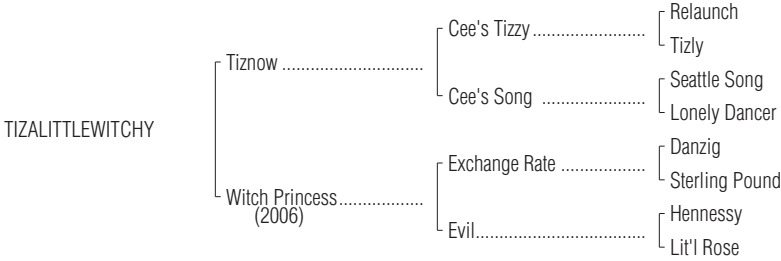 Relaunch
Cee's Tizzy
Tizly
Tiznow
Seattle Song
Cee's Song
Lonely Dancer
TIZALITTLEWITCHY
Danzig
Exchange Rate
Sterling Pound
Witch Princess
(2006)
Hennessy
Evil
Lit'l Rose